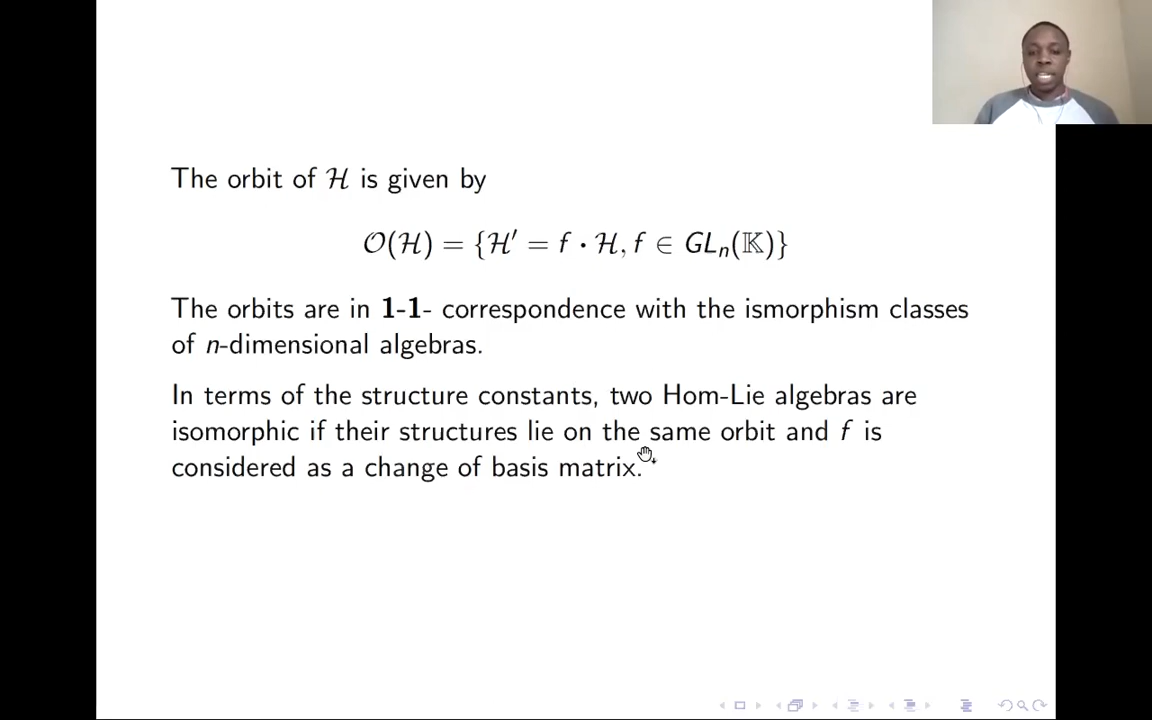 The orbit of ℋ is given by
𝒪(ℋ) = {ℋ′ = f · ℋ, f ∈ GLₙ(𝕂)}
The orbits are in 1-1- correspondence with the ismorphism classes
of n-dimensional algebras.
In terms of the structure constants, two Hom-Lie algebras are
isomorphic if their structures lie on the same orbit and f is
considered as a change of basis matrix.